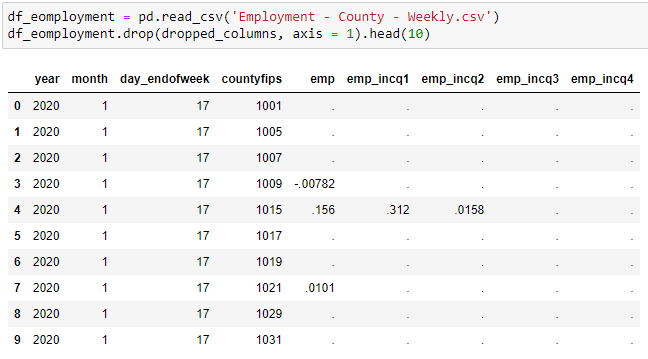 df_eomployment = pd.read_csv('Employment - County - Weekly.csv')
df_eomployment.drop(dropped_columns, axis = 1).head(10)
year month day_endofweek countyfips emp emp_incq1 emp_incq2 emp_incq3 emp_incq4
0 2020 1 17 1001 . . . . .
1 2020 1 17 1005 . . . . .
2 2020 1 17 1007 . . . . .
3 2020 1 17 1009 -.00782 . . . .
4 2020 1 17 1015 .156 .312 .0158 . .
5 2020 1 17 1017 . . . . .
6 2020 1 17 1019 . . . . .
7 2020 1 17 1021 .0101 . . . .
8 2020 1 17 1029 . . . . .
9 2020 1 17 1031 . . . . .